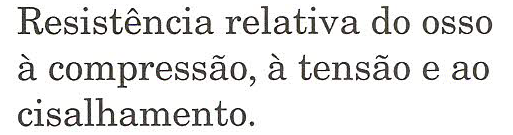 Resistência relativa do osso
à compressão, à tensão e ao
cisalhamento.